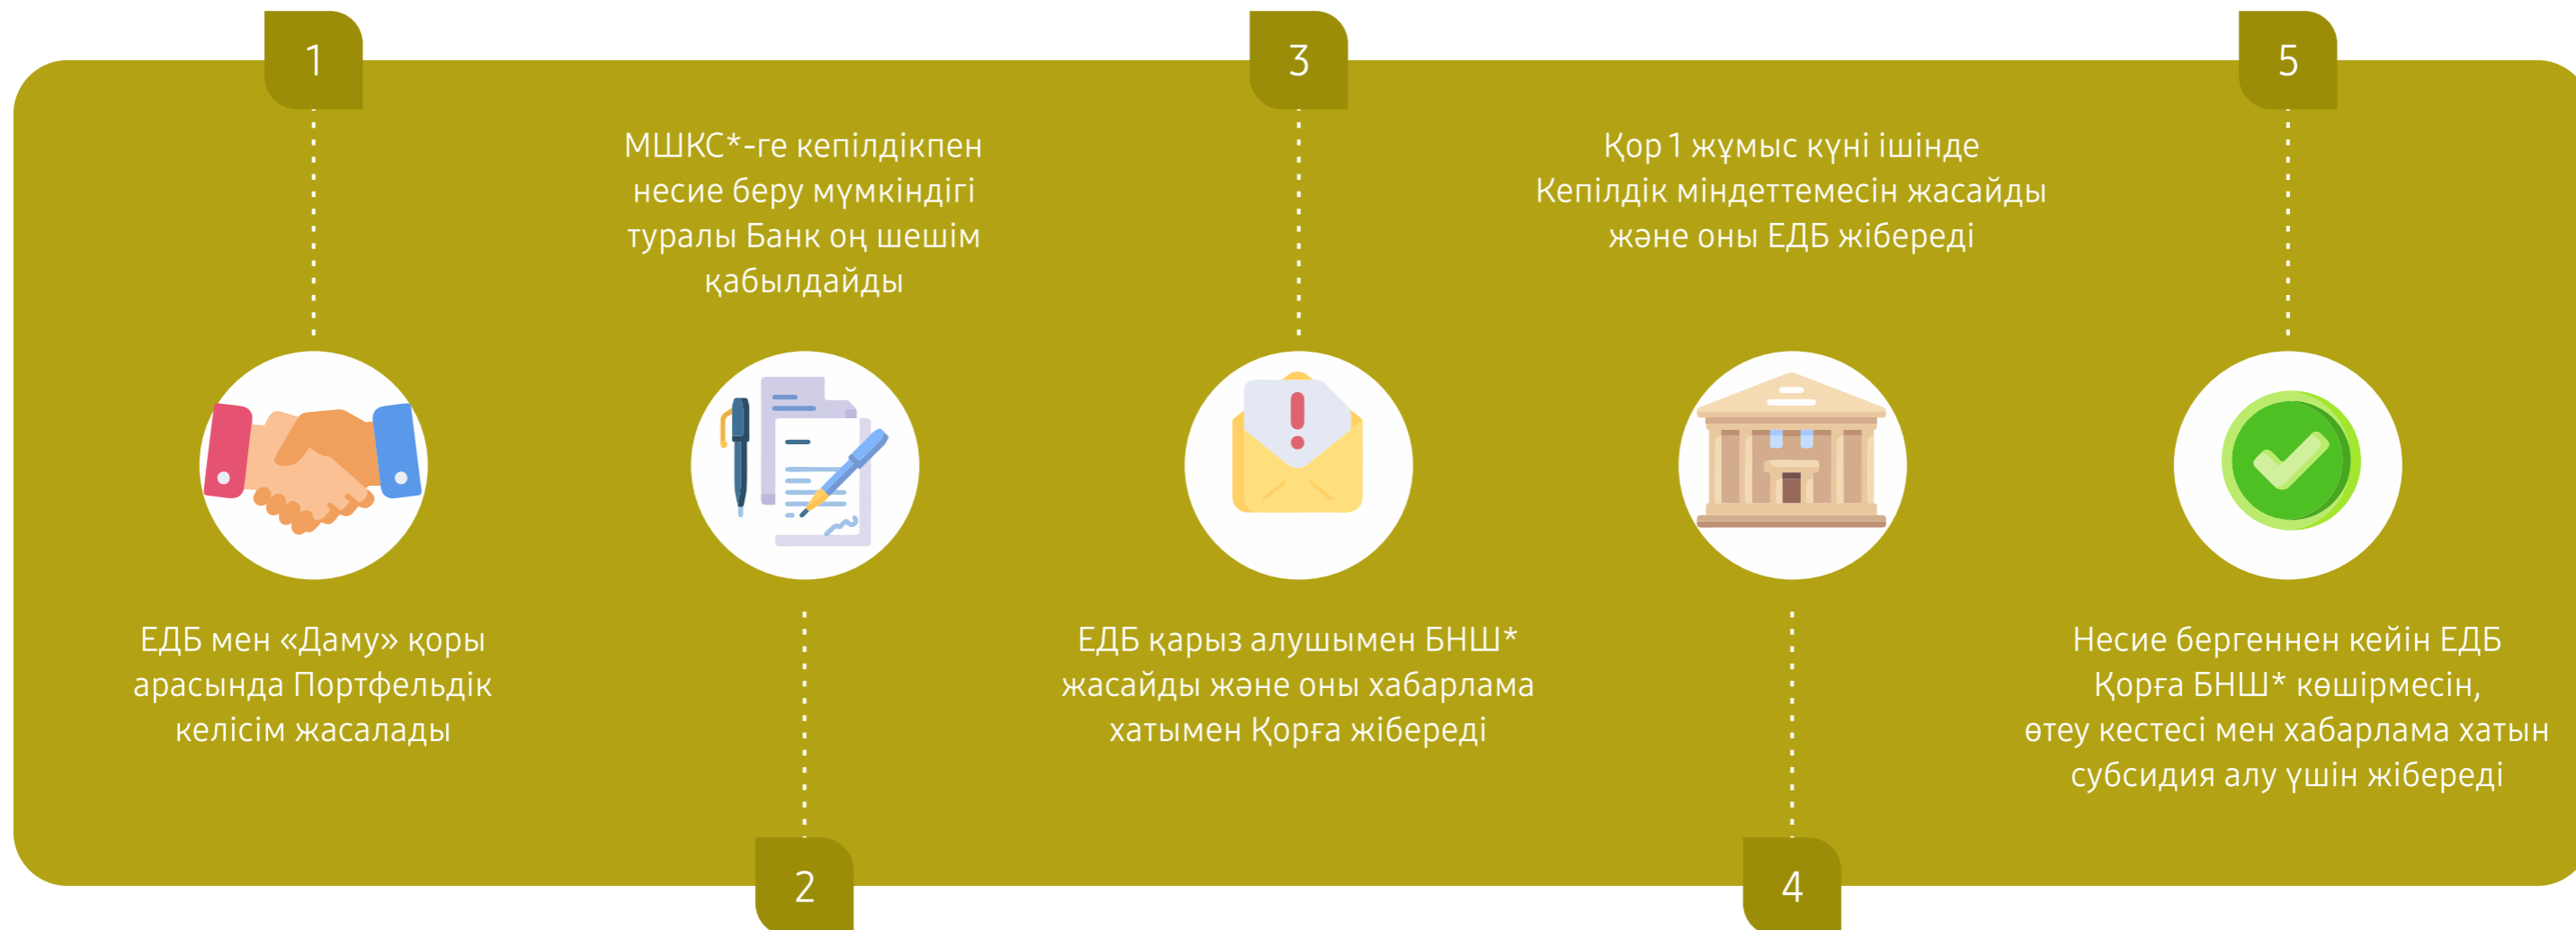 1
ЕДБ мен «Даму» қоры
арасында Портфельдік
келісім жасалады
2
МШКС*-ге кепілдікпен
несие беру мүмкіндігі
туралы Банк оң шешім
қабылдайды
3
ЕДБ қарыз алушымен БНШ*
жасайды және оны хабарлама
хатымен Қорға жібереді
4
Қор 1 жұмыс күні ішінде
Кепілдік міндеттемесін жасайды
және оны ЕДБ жібереді
5
Несие бергеннен кейін ЕДБ
Қорға БНШ* көшірмесін,
өтеу кестесі мен хабарлама хатын
субсидия алу үшін жібереді